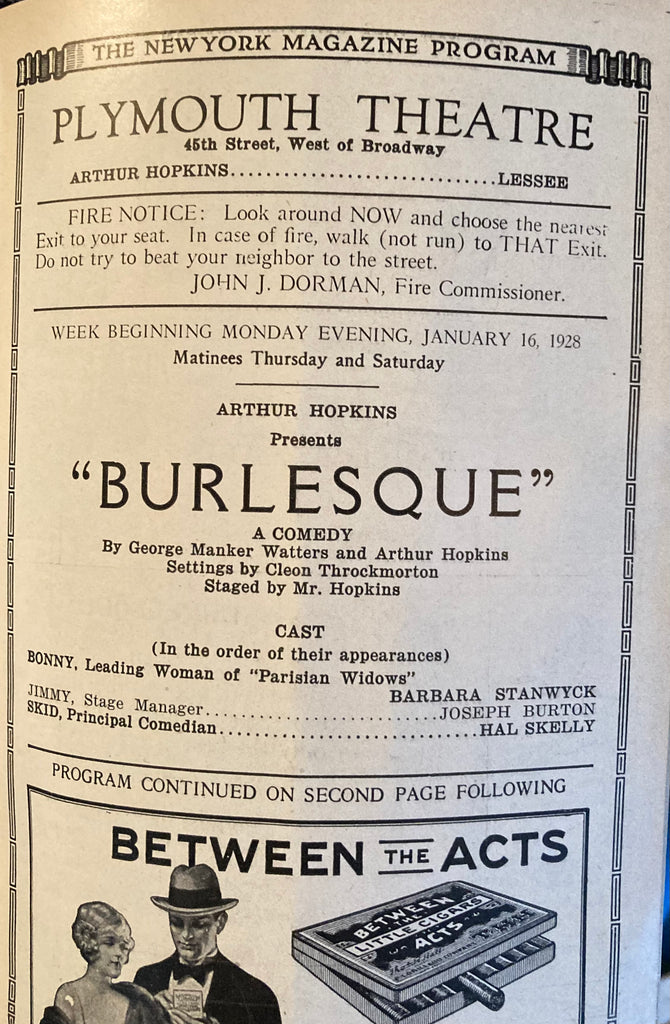 THE NEW YORK MAGAZINE PROGRAM
PLYMOUTH THEATRE
45th Street, West of Broadway
ARTHUR HOPKINS..............................LESSEE
FIRE NOTICE: Look around NOW and choose the nearest
Exit to your seat. In case of fire, walk (not run) to THAT Exit.
Do not try to beat your neighbor to the street.
JOHN J. DORMAN, Fire Commissioner.
WEEK BEGINNING MONDAY EVENING, JANUARY 16, 1928
Matinees Thursday and Saturday
ARTHUR HOPKINS
Presents
"BURLESQUE"
A COMEDY
By George Manker Watters and Arthur Hopkins
Settings by Cleon Throckmorton
Staged by Mr. Hopkins
CAST
(In the order of their appearances)
BONNY, Leading Woman of "Parisian Widows"
BARBARA STANWYCK
JIMMY, Stage Manager..........................JOSEPH BURTON
SKID, Principal Comedian..............................HAL SKELLY
PROGRAM CONTINUED ON SECOND PAGE FOLLOWING
BETWEEN THE ACTS
BETWEEN
THE
LITTLE CIGARS
ACTS